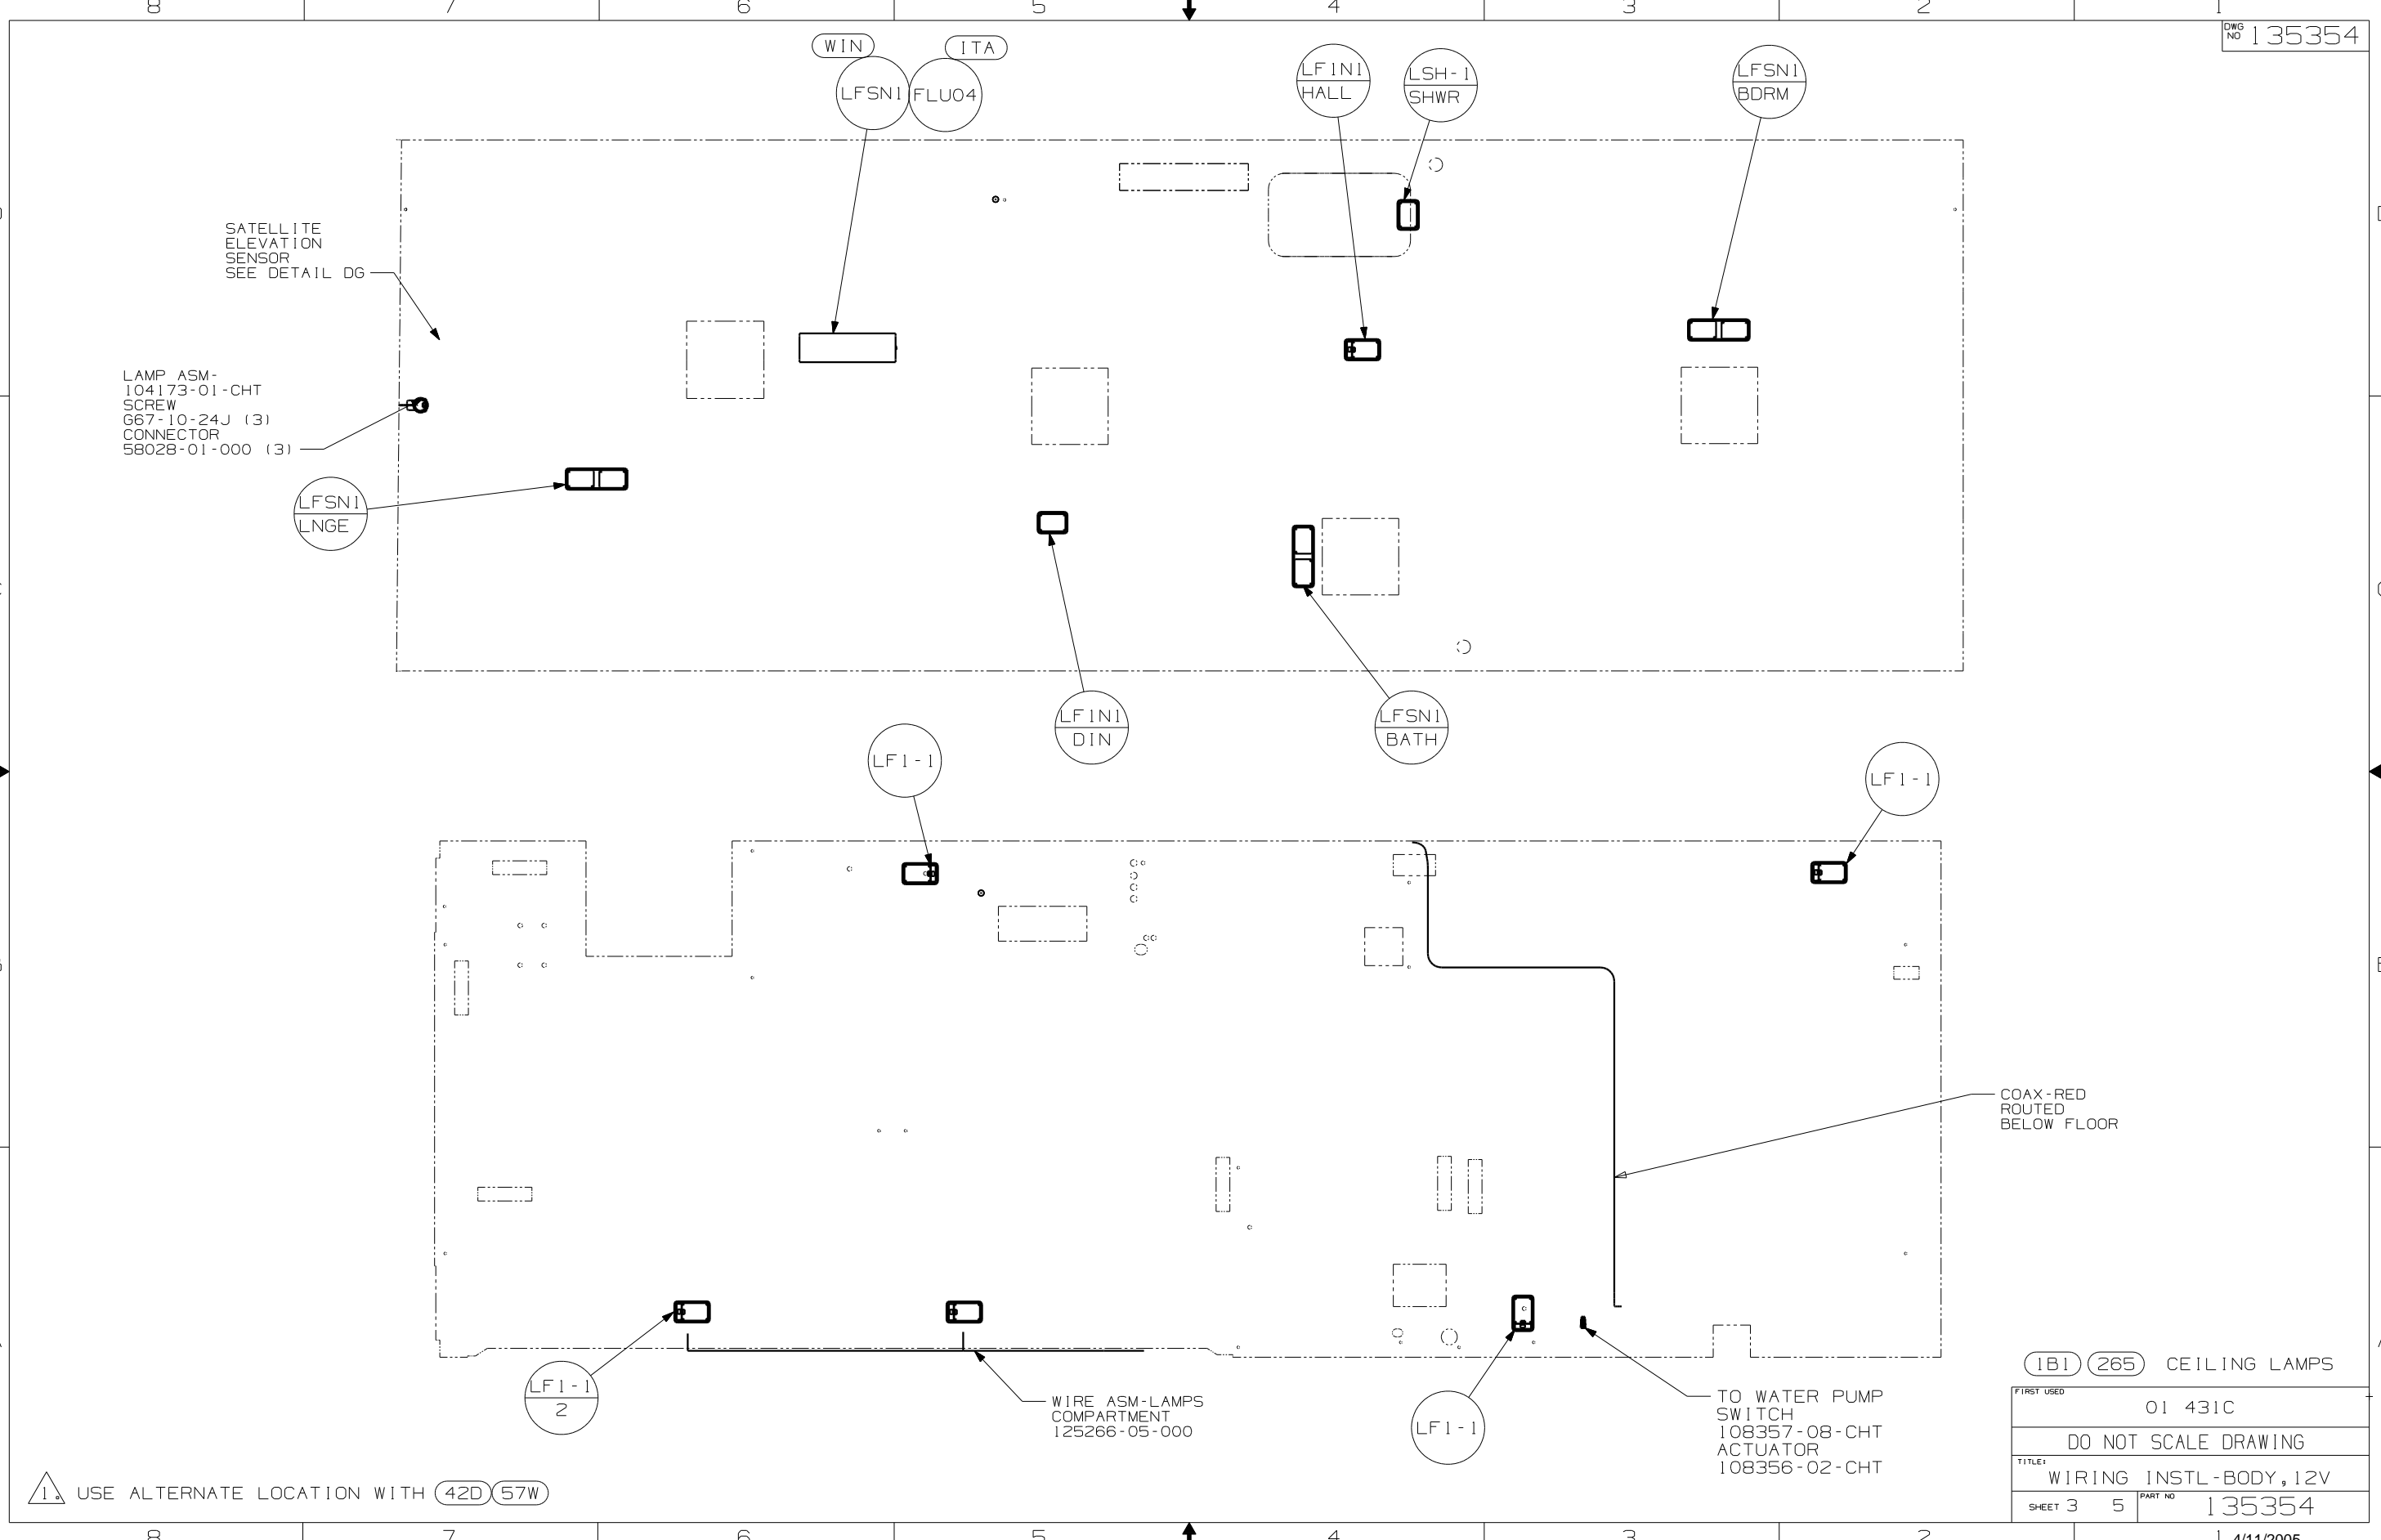 8 7 6 5 4 3 2 1
DWG NO 135354
WIN
ITA
LFSN1
FLU04
LF1N1
HALL
LSH-1
SHWR
LFSN1
BDRM
D
SATELLITE
ELEVATION
SENSOR
SEE DETAIL DG
LAMP ASM-
104173-01-CHT
SCREW
G67-10-24J (3)
CONNECTOR
58028-01-000 (3)
LFSN1
LNGE
C
LF1N1
DIN
LFSN1
BATH
LF1-1
LF1-1
B
COAX-RED
ROUTED
BELOW FLOOR
A
LF1-1
2
WIRE ASM-LAMPS
COMPARTMENT
125266-05-000
LF1-1
TO WATER PUMP
SWITCH
108357-08-CHT
ACTUATOR
108356-02-CHT
1B1 265 CEILING LAMPS
FIRST USED
01 431C
DO NOT SCALE DRAWING
TITLE:
WIRING INSTL-BODY, 12V
SHEET 3 5 PART NO 135354
1. USE ALTERNATE LOCATION WITH 42D 57W
8 7 6 5 4 3 2 1
4/11/2005